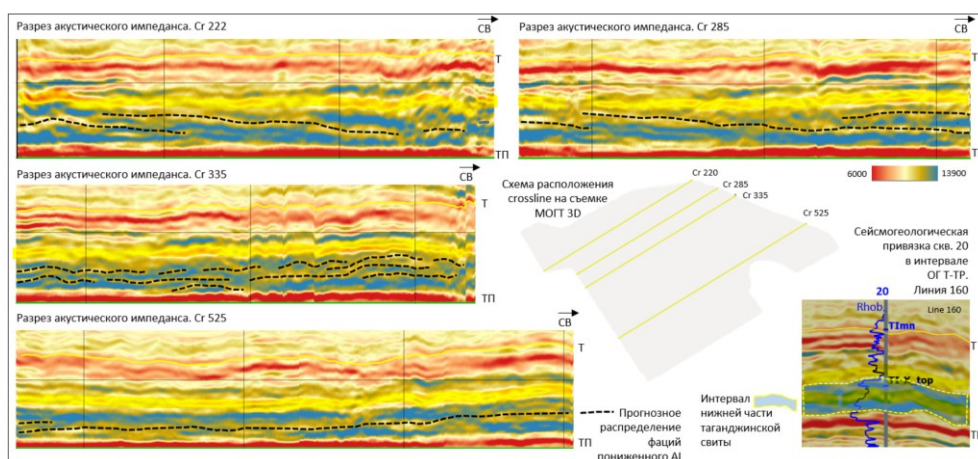 Разрез акустического импеданса. Cr 222
СВ
Т
ТП
Разрез акустического импеданса. Cr 285
СВ
Т
6000
13900
Разрез акустического импеданса. Cr 335
СВ
Т
ТП
Схема расположения
crossline на съемке
МОГТ 3D
Cr 220
Cr 285
Cr 335
Cr 525
Сейсмогеологическая
привязка скв. 20
в интервале
ОГ Т-ТР.
Линия 160
20
Rhob.
Line 160
TImn
Т
top
Разрез акустического импеданса. Cr 525
СВ
Т
ТП
Прогнозное
распределение
фаций
пониженного AI
Интервал
нижней части
таганджинской
свиты